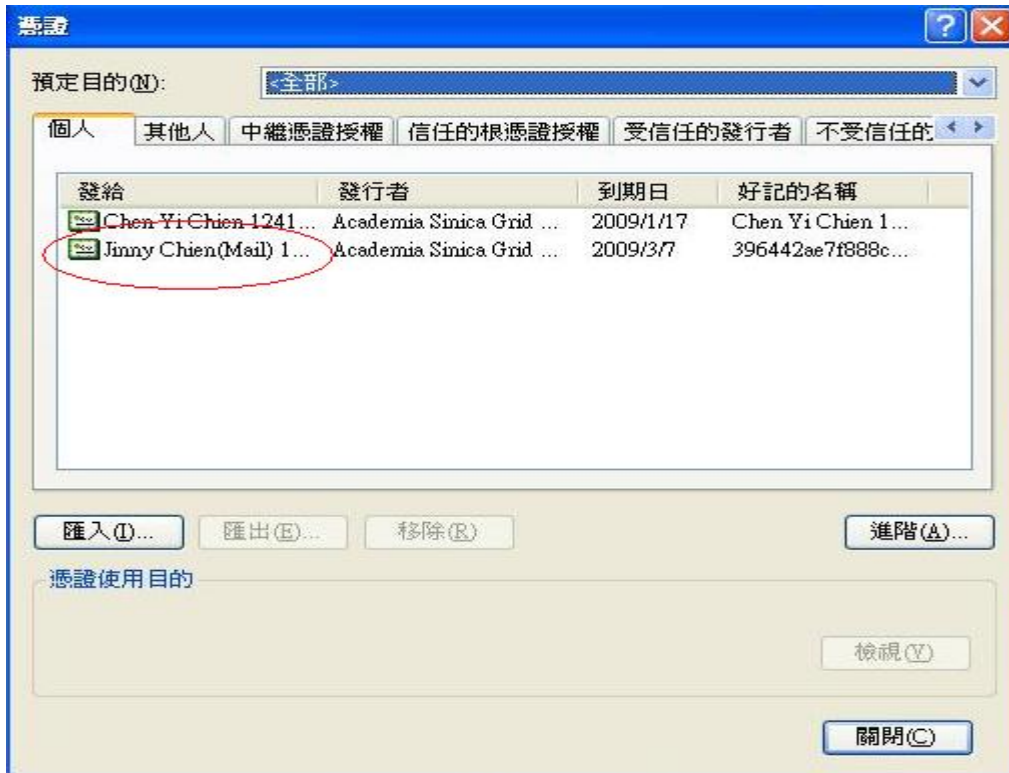 憑證
預定目的(N): <全部>
個人 其他人 中繼憑證授權 信任的根憑證授權 受信任的發行者 不受信任的
發給 發行者 到期日 好記的名稱
Chen Yi Chien 1241... Academia Sinica Grid ... 2009/1/17 Chen Yi Chien 1...
Jinny Chien(Mail) 1... Academia Sinica Grid ... 2009/3/7 396442ae7f888c...
匯入(I)... 匯出(E)... 移除(R) 進階(A)...
憑證使用目的
檢視(V)
關閉(C)